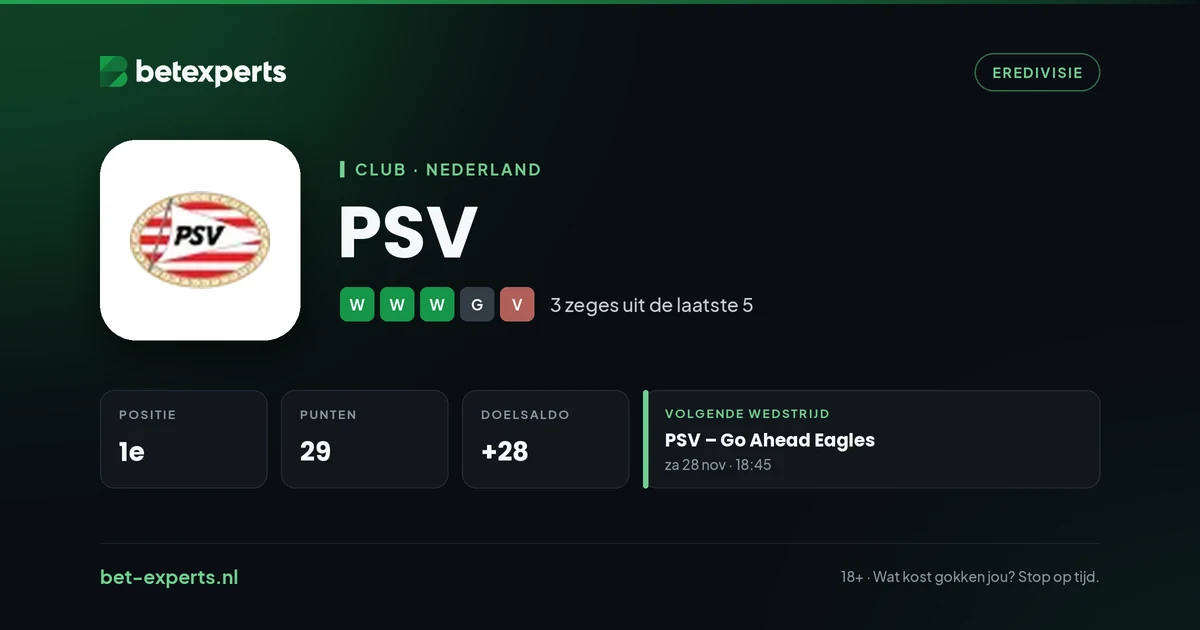 betexperts
EREDIVISIE
PSV
CLUB · NEDERLAND
PSV
W W W G V 3 zeges uit de laatste 5
POSITIE
1e
PUNTEN
29
DOELSALDO
+28
VOLGENDE WEDSTRIJD
PSV – Go Ahead Eagles
za 28 nov · 18:45
bet-experts.nl
18+ · Wat kost gokken jou? Stop op tijd.